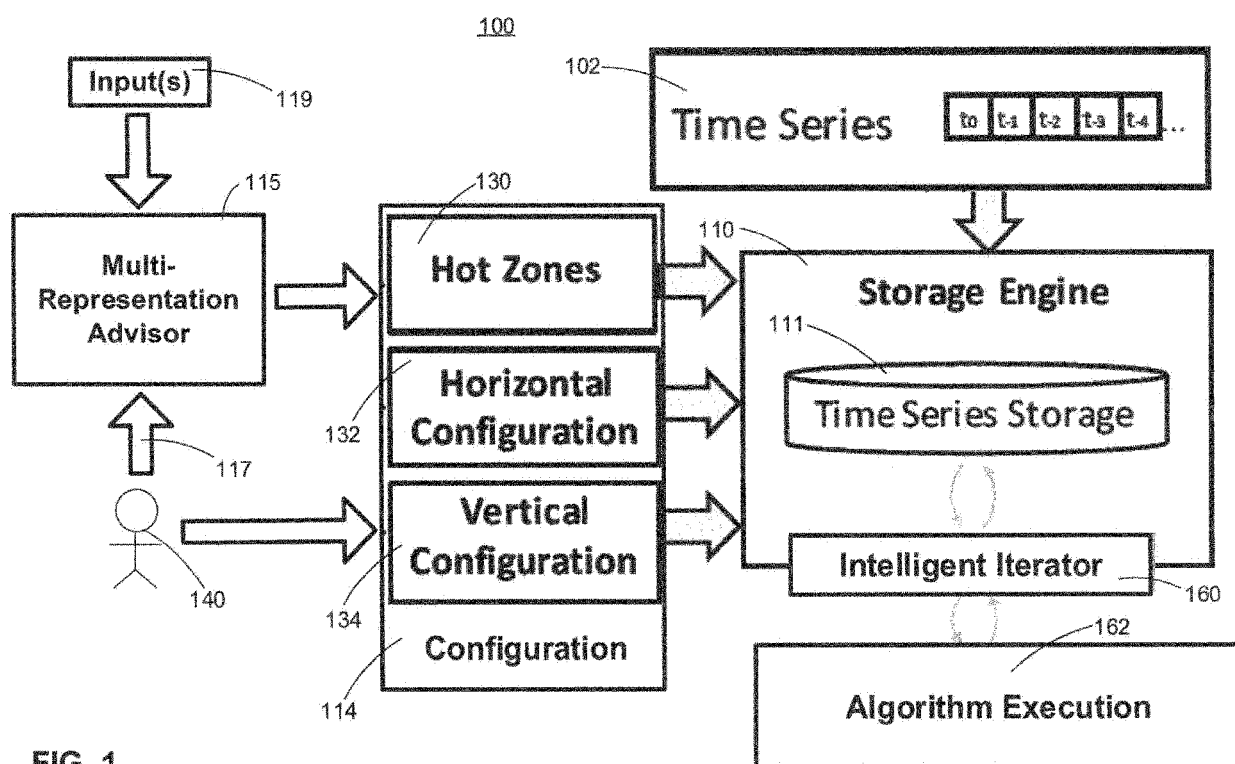 100
Input(s)
119
102
Time Series
t0 t-1 t-2 t-3 t-4 ...
115
Multi-
Representation
Advisor
130
Hot Zones
110
Storage Engine
111
Time Series Storage
132
Horizontal
Configuration
117
Vertical
Configuration
140
134
Intelligent Iterator
160
Configuration
114
162
Algorithm Execution
FIG. 1